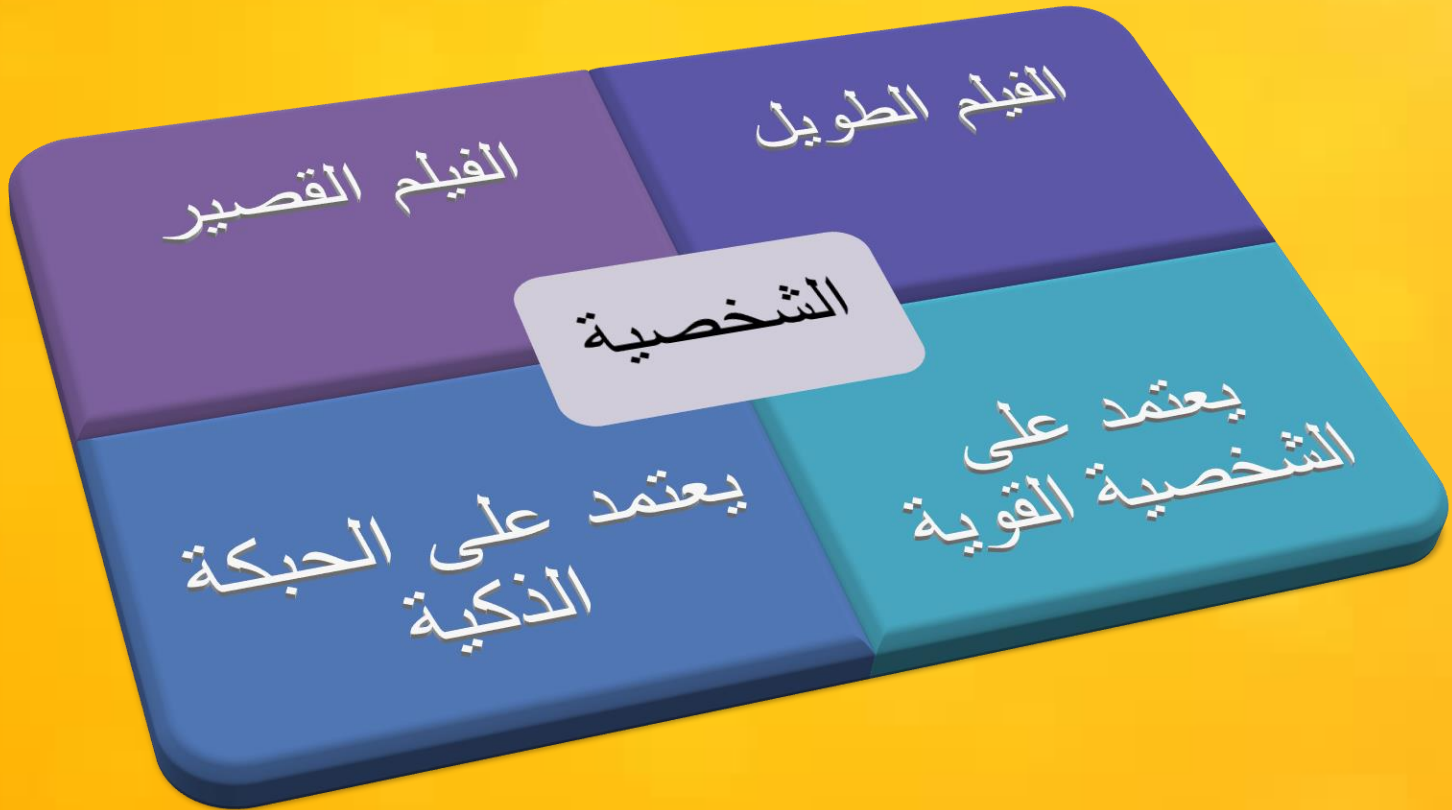 الفيلم الطويل
الفيلم القصير
الشخصية
يعتمد على
الشخصية القوية
يعتمد على الحبكة
الذكية